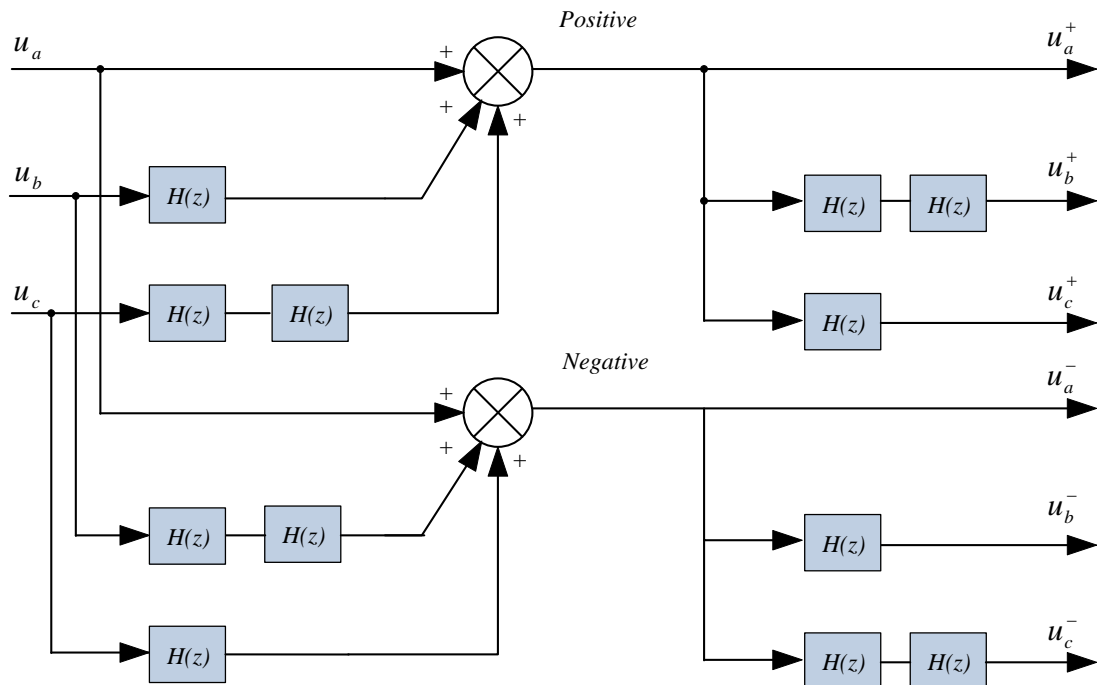 Positive
u_a
+
u_a^+
+
+
u_b
H(z)
u_b^+
H(z) H(z)
u_c
H(z) H(z)
u_c^+
H(z)
Negative
u_a^-
+
+
+
H(z) H(z)
u_b^-
H(z)
H(z)
u_c^-
H(z) H(z)